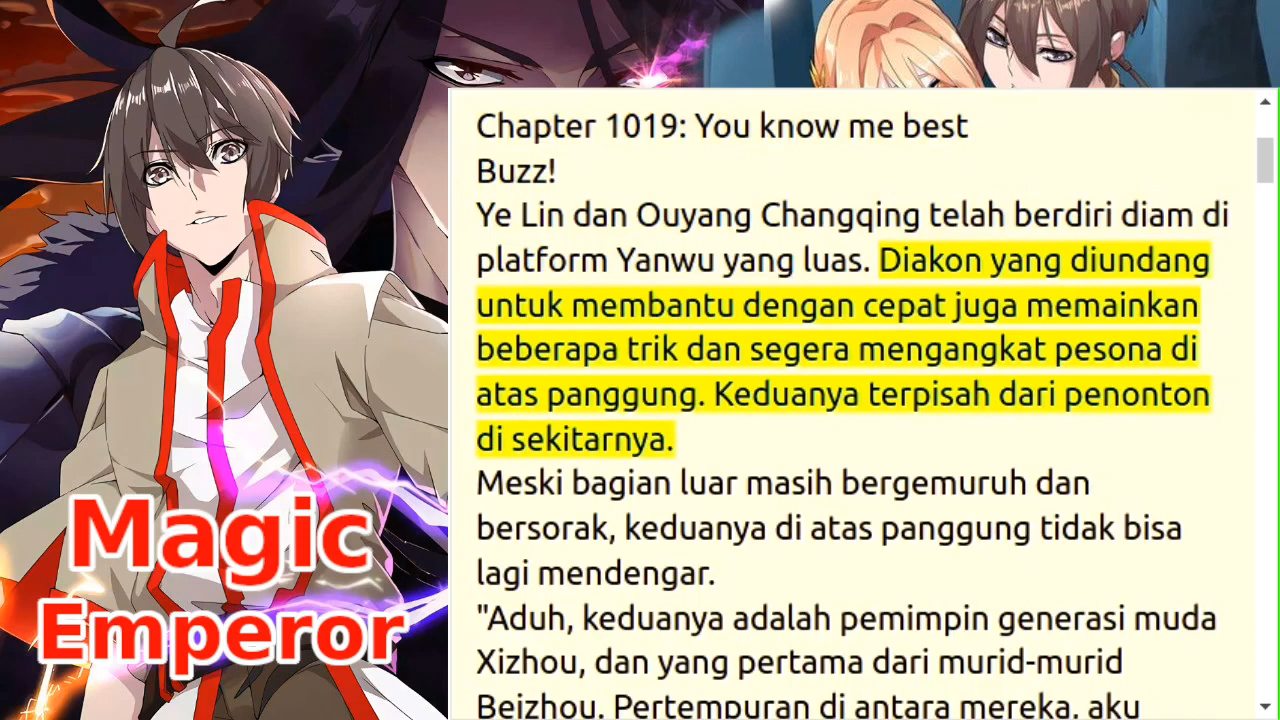 Magic
Emperor
Chapter 1019: You know me best
Buzz!
Ye Lin dan Ouyang Changqing telah berdiri diam di
platform Yanwu yang luas. Diakon yang diundang
untuk membantu dengan cepat juga memainkan
beberapa trik dan segera mengangkat pesona di
atas panggung. Keduanya terpisah dari penonton
di sekitarnya.
Meski bagian luar masih bergemuruh dan
bersorak, keduanya di atas panggung tidak bisa
lagi mendengar.
"Aduh, keduanya adalah pemimpin generasi muda
Xizhou, dan yang pertama dari murid-murid
Beizhou. Pertempuran di antara mereka, aku